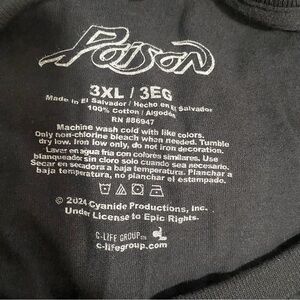 Poison
3XL / 3EG
Made in El Salvador / Hecho en El Salvador
100% Cotton / Algodón
RN #86947
Machine wash cold with like colors.
Only non-chlorine bleach when needed. Tumble
dry low. Iron low only, do not iron decoration.
Lavar en agua fria con colores similares. Use
blanqueador sin cloro solo cuando sea necesario.
Secar en secadora a baja temperatura. Planchar a
baja temperatura, no planchar el estampado.
© 2024 Cyanide Productions, Inc.
Under License to Epic Rights.
C-LIFE GROUP
c-lifegroup.com